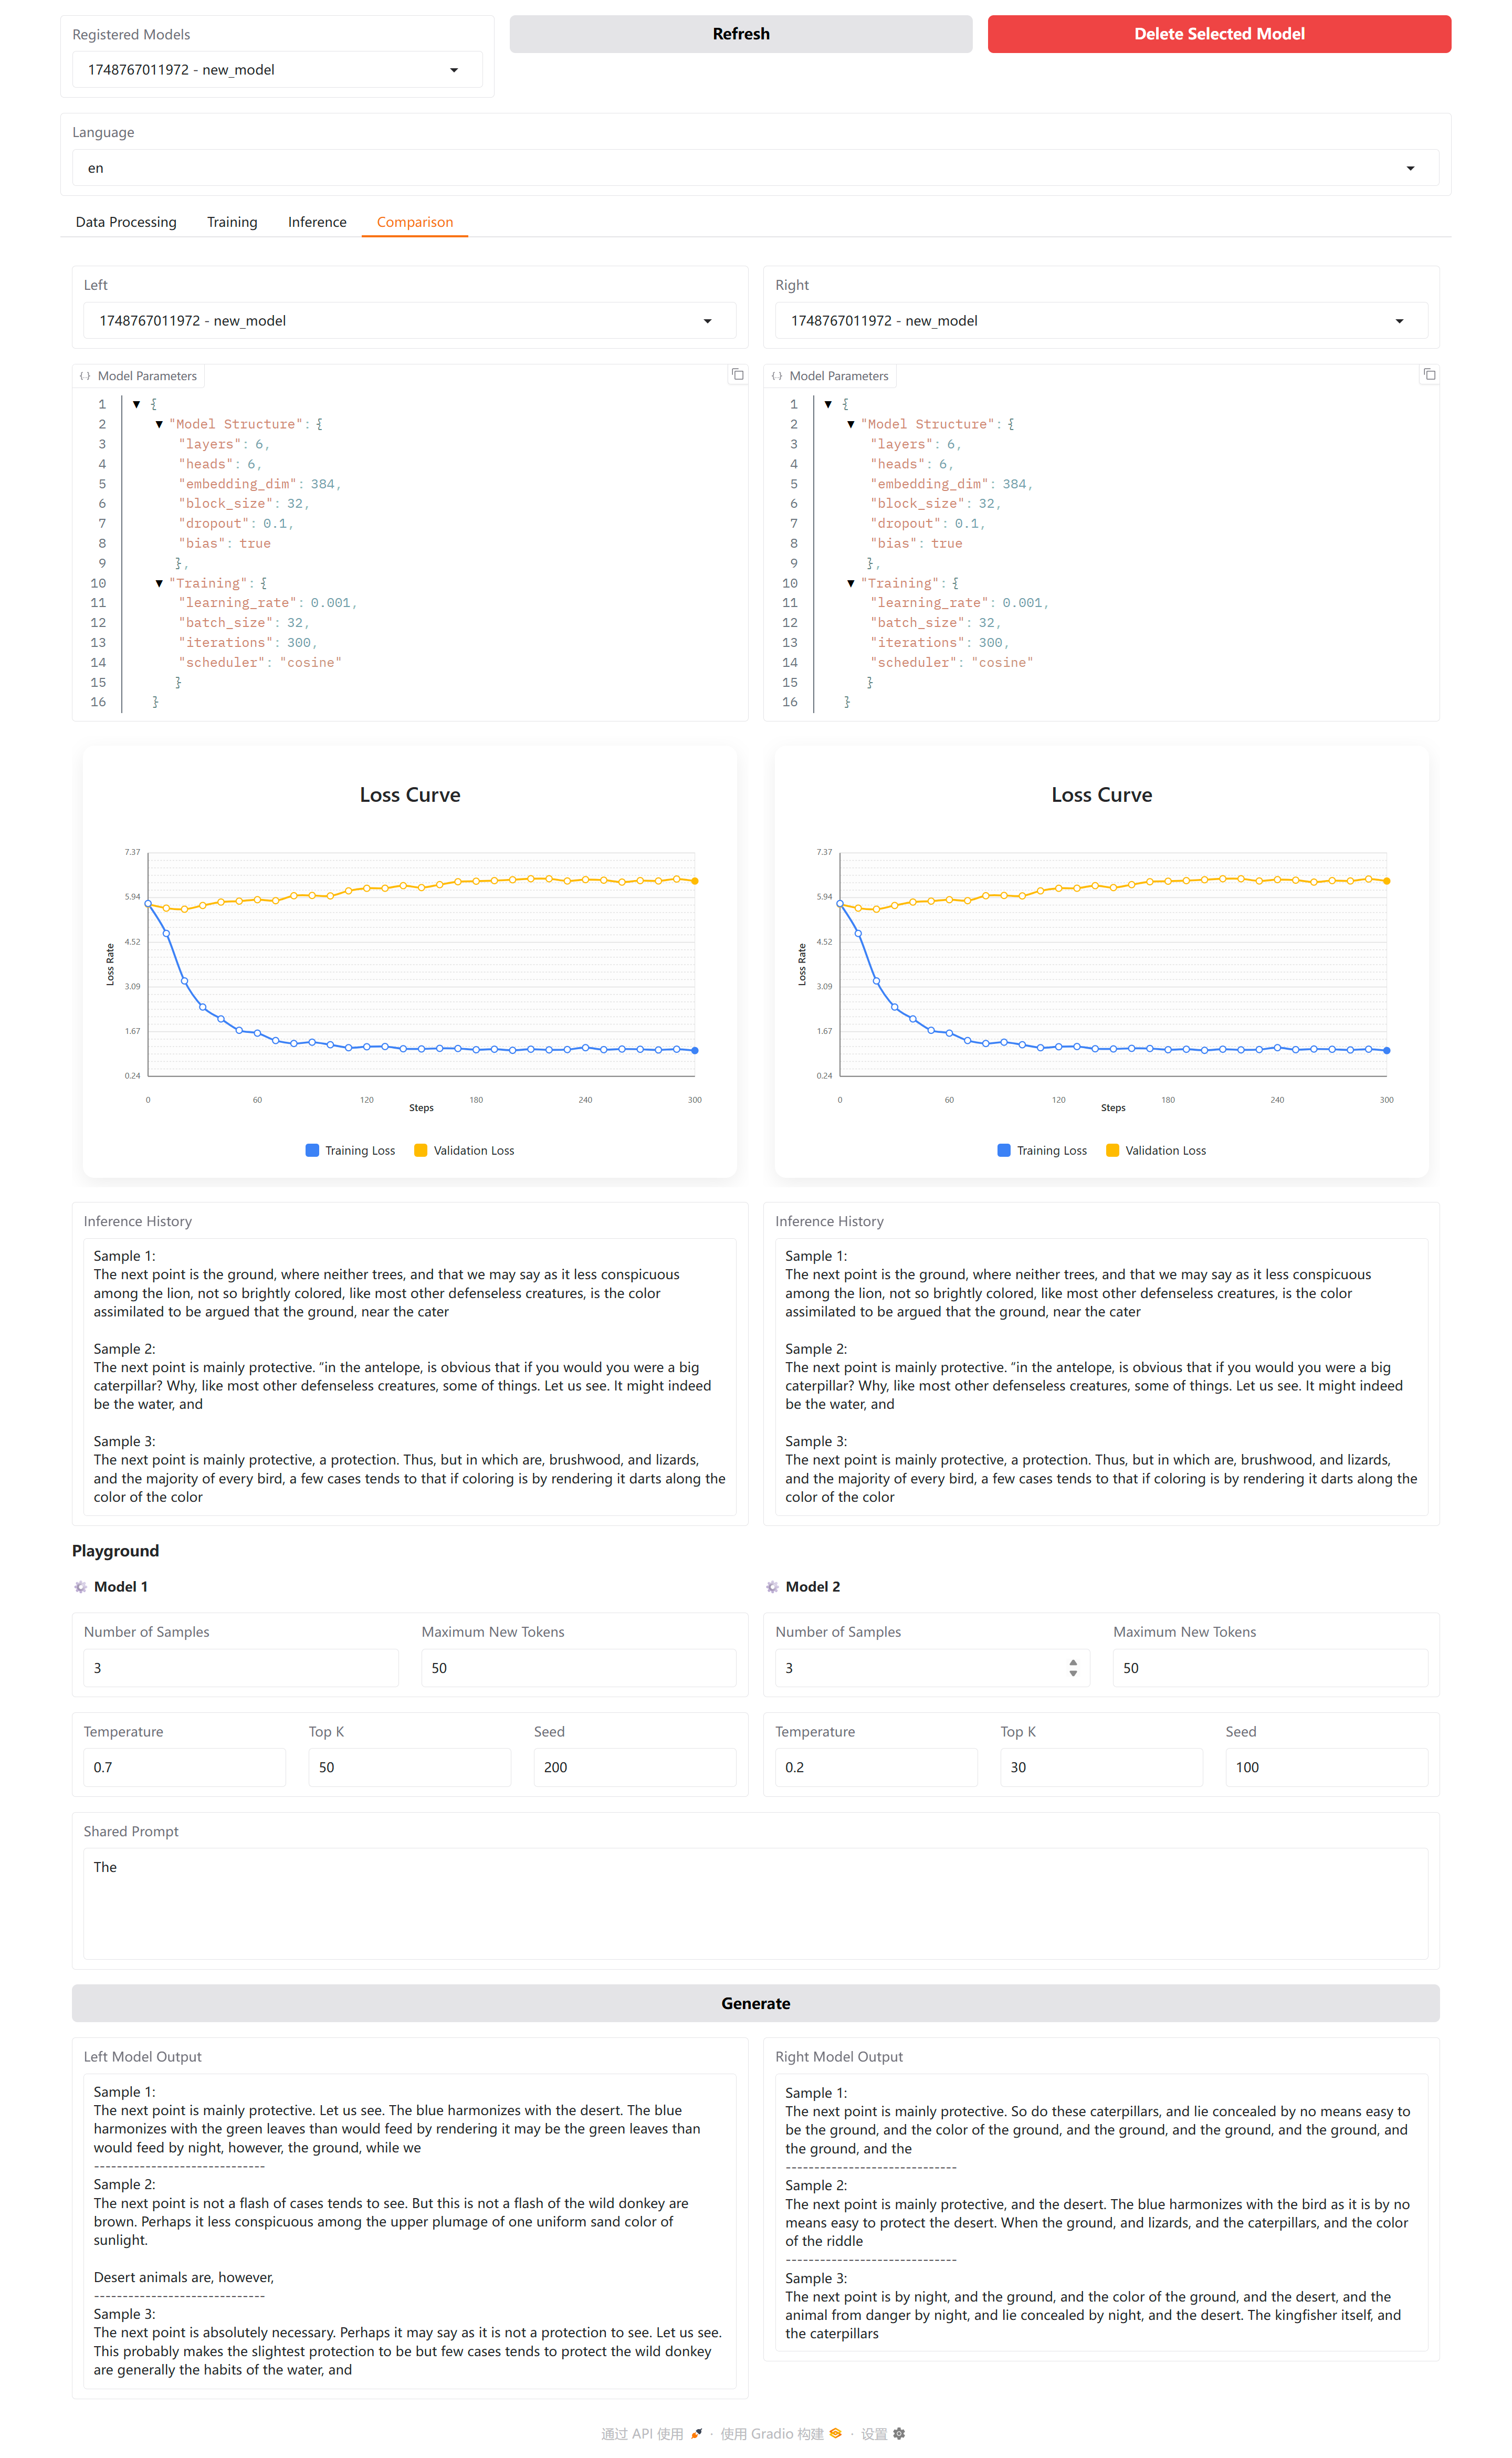 Registered Models
1748767011972 - new_model
Refresh
Delete Selected Model
Language
en
Data Processing
Training
Inference
Comparison
Left
1748767011972 - new_model
Right
1748767011972 - new_model
{·} Model Parameters
1 ▼ {
2 ▼ "Model Structure": {
3 "layers": 6,
4 "heads": 6,
5 "embedding_dim": 384,
6 "block_size": 32,
7 "dropout": 0.1,
8 "bias": true
9 },
10 ▼ "Training": {
11 "learning_rate": 0.001,
12 "batch_size": 32,
13 "iterations": 300,
14 "scheduler": "cosine"
15 }
16 }
{·} Model Parameters
1 ▼ {
2 ▼ "Model Structure": {
3 "layers": 6,
4 "heads": 6,
5 "embedding_dim": 384,
6 "block_size": 32,
7 "dropout": 0.1,
8 "bias": true
9 },
10 ▼ "Training": {
11 "learning_rate": 0.001,
12 "batch_size": 32,
13 "iterations": 300,
14 "scheduler": "cosine"
15 }
16 }
Loss Curve
7.37
5.94
4.52
3.09
1.67
0.24
Loss Rate
0 60 120 180 240 300
Steps
Training Loss Validation Loss
Loss Curve
7.37
5.94
4.52
3.09
1.67
0.24
Loss Rate
0 60 120 180 240 300
Steps
Training Loss Validation Loss
Inference History
Sample 1:
The next point is the ground, where neither trees, and that we may say as it less conspicuous
among the lion, not so brightly colored, like most other defenseless creatures, is the color
assimilated to be argued that the ground, near the cater
Sample 2:
The next point is mainly protective. “in the antelope, is obvious that if you would you were a big
caterpillar? Why, like most other defenseless creatures, some of things. Let us see. It might indeed
be the water, and
Sample 3:
The next point is mainly protective, a protection. Thus, but in which are, brushwood, and lizards,
and the majority of every bird, a few cases tends to that if coloring is by rendering it darts along the
color of the color
Inference History
Sample 1:
The next point is the ground, where neither trees, and that we may say as it less conspicuous
among the lion, not so brightly colored, like most other defenseless creatures, is the color
assimilated to be argued that the ground, near the cater
Sample 2:
The next point is mainly protective. “in the antelope, is obvious that if you would you were a big
caterpillar? Why, like most other defenseless creatures, some of things. Let us see. It might indeed
be the water, and
Sample 3:
The next point is mainly protective, a protection. Thus, but in which are, brushwood, and lizards,
and the majority of every bird, a few cases tends to that if coloring is by rendering it darts along the
color of the color
Playground
Model 1
Number of Samples
3
Maximum New Tokens
50
Temperature
0.7
Top K
50
Seed
200
Model 2
Number of Samples
3
Maximum New Tokens
50
Temperature
0.2
Top K
30
Seed
100
Shared Prompt
The
Generate
Left Model Output
Sample 1:
The next point is mainly protective. Let us see. The blue harmonizes with the desert. The blue
harmonizes with the green leaves than would feed by rendering it may be the green leaves than
would feed by night, however, the ground, while we
------------------------------
Sample 2:
The next point is not a flash of cases tends to see. But this is not a flash of the wild donkey are
brown. Perhaps it less conspicuous among the upper plumage of one uniform sand color of
sunlight.
Desert animals are, however,
------------------------------
Sample 3:
The next point is absolutely necessary. Perhaps it may say as it is not a protection to see. Let us see.
This probably makes the slightest protection to be but few cases tends to protect the wild donkey
are generally the habits of the water, and
Right Model Output
Sample 1:
The next point is mainly protective. So do these caterpillars, and lie concealed by no means easy to
be the ground, and the color of the ground, and the ground, and the ground, and the ground, and
the ground, and the
------------------------------
Sample 2:
The next point is mainly protective, and the desert. The blue harmonizes with the bird as it is by no
means easy to protect the desert. When the ground, and lizards, and the caterpillars, and the color
of the riddle
------------------------------
Sample 3:
The next point is by night, and the ground, and the color of the ground, and the desert, and the
animal from danger by night, and lie concealed by night, and the desert. The kingfisher itself, and
the caterpillars
通过 API 使用 · 使用 Gradio 构建 · 设置